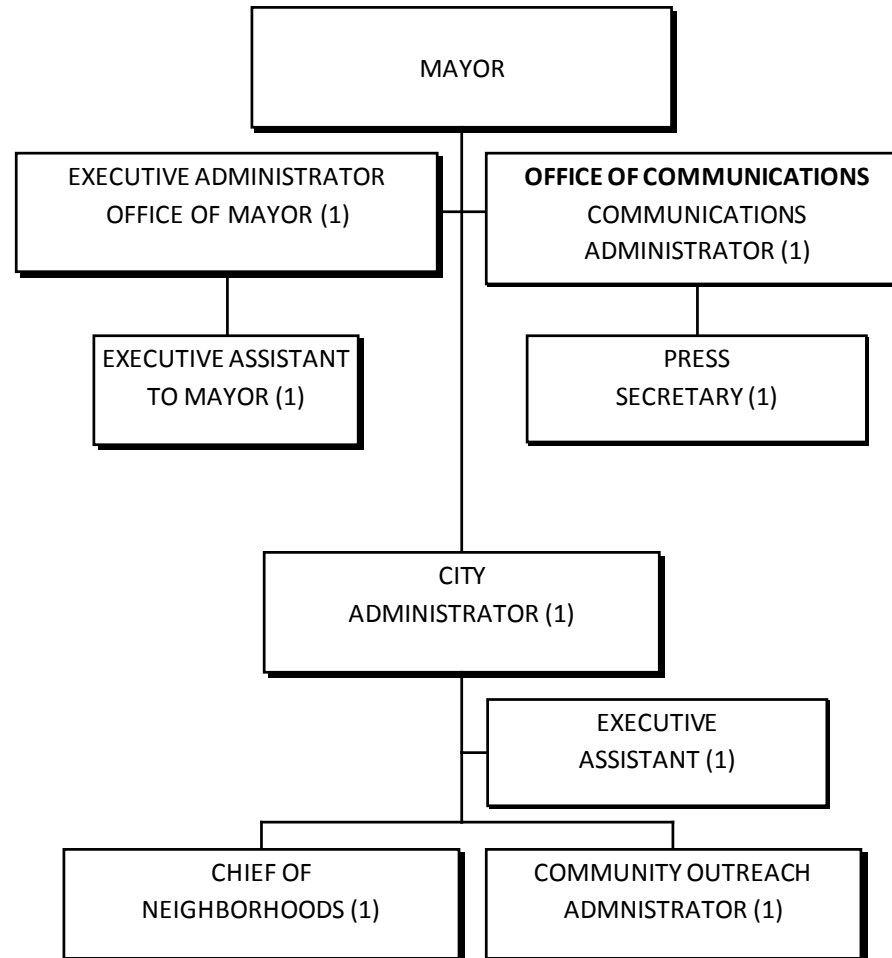 MAYOR
EXECUTIVE ADMINISTRATOR
OFFICE OF MAYOR (1)
OFFICE OF COMMUNICATIONS
COMMUNICATIONS
ADMINISTRATOR (1)
EXECUTIVE ASSISTANT
TO MAYOR (1)
PRESS
SECRETARY (1)
CITY
ADMINISTRATOR (1)
EXECUTIVE
ASSISTANT (1)
CHIEF OF
NEIGHBORHOODS (1)
COMMUNITY OUTREACH
ADMNISTRATOR (1)